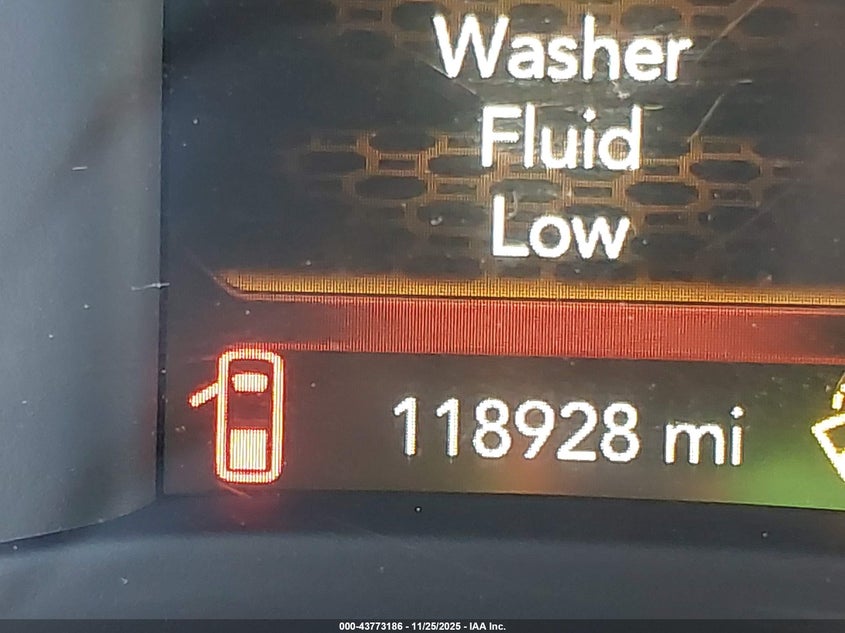 Washer
Fluid
Low
118928 mi
000-43773186 - 11/25/2025 - IAA Inc.